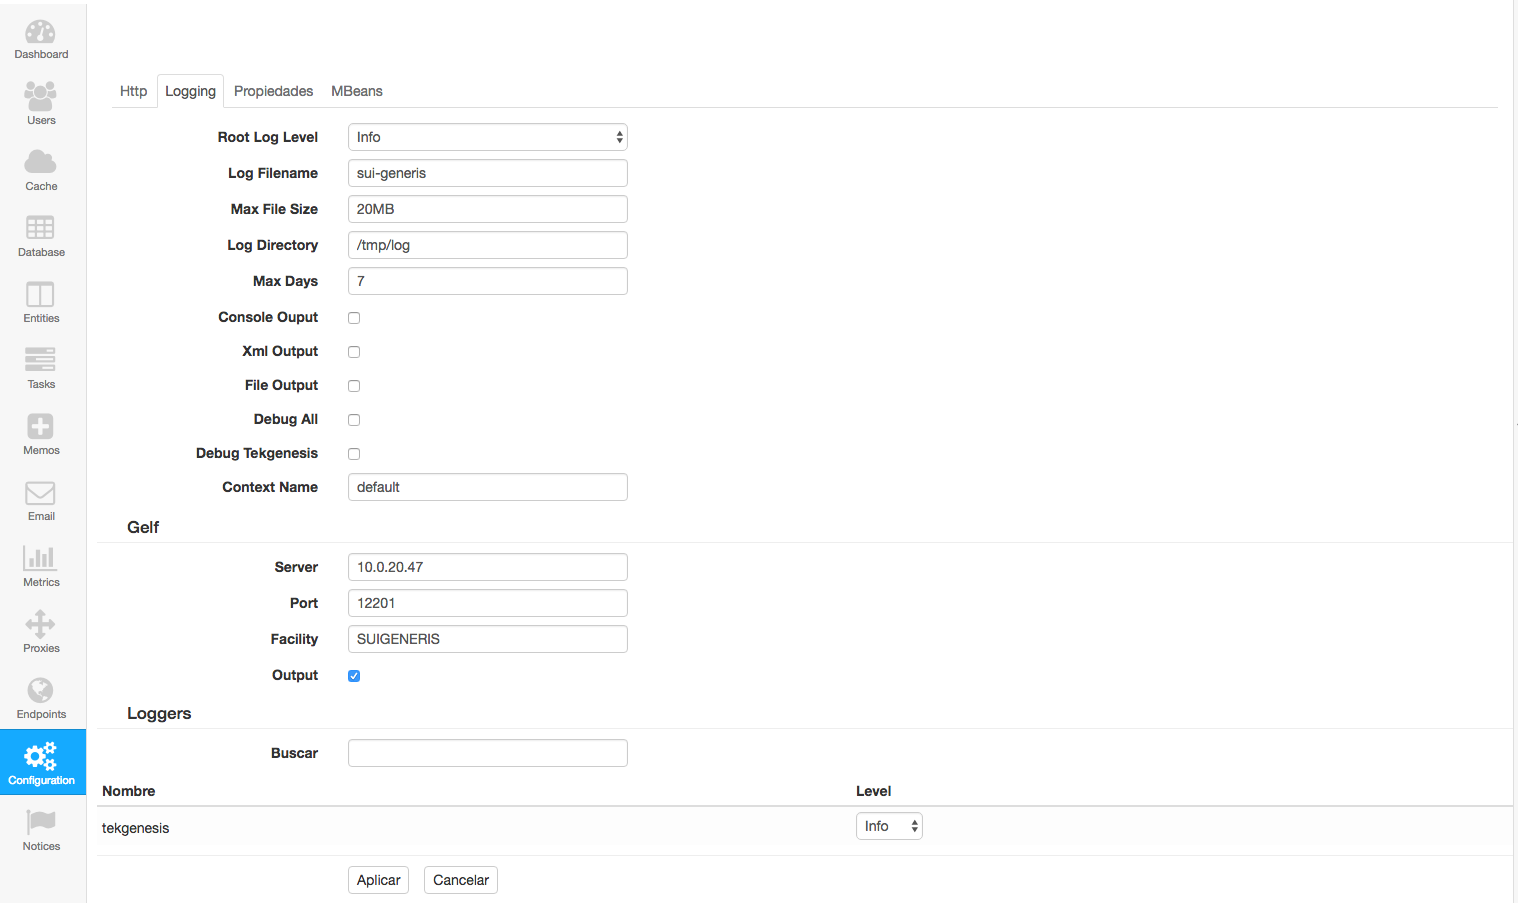 Dashboard
Users
Cache
Database
Entities
Tasks
Memos
Email
Metrics
Proxies
Endpoints
Configuration
Notices
Http Logging Propiedades MBeans
Root Log Level Info
Log Filename sui-generis
Max File Size 20MB
Log Directory /tmp/log
Max Days 7
Console Ouput
Xml Output
File Output
Debug All
Debug Tekgenesis
Context Name default
Gelf
Server 10.0.20.47
Port 12201
Facility SUIGENERIS
Output
Loggers
Buscar
Nombre Level
tekgenesis Info
Aplicar Cancelar